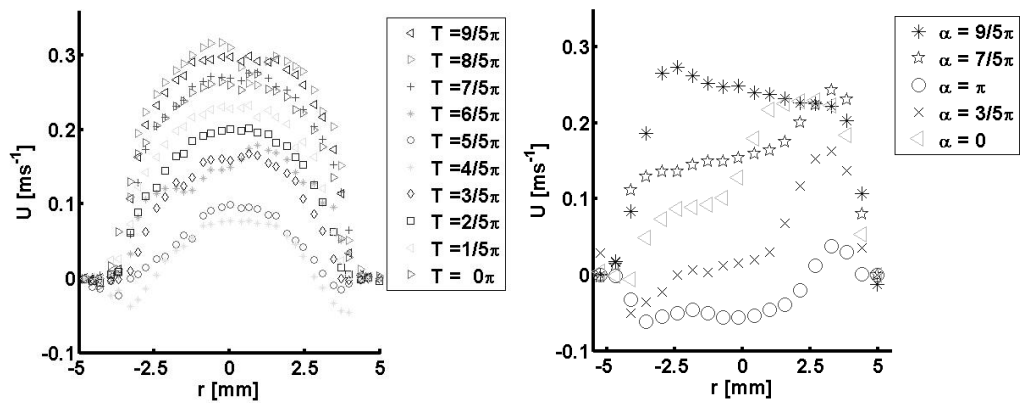 0.3
0.2
0.1
0
-0.1
U [ms-1]
-5
-2.5
0
2.5
5
r [mm]
T =9/5π
T =8/5π
T =7/5π
T =6/5π
T =5/5π
T =4/5π
T =3/5π
T =2/5π
T =1/5π
T = 0π
0.3
0.2
0.1
0
-0.1
U [ms-1]
-5
-2.5
0
2.5
5
r [mm]
α = 9/5π
α = 7/5π
α = π
α = 3/5π
α = 0